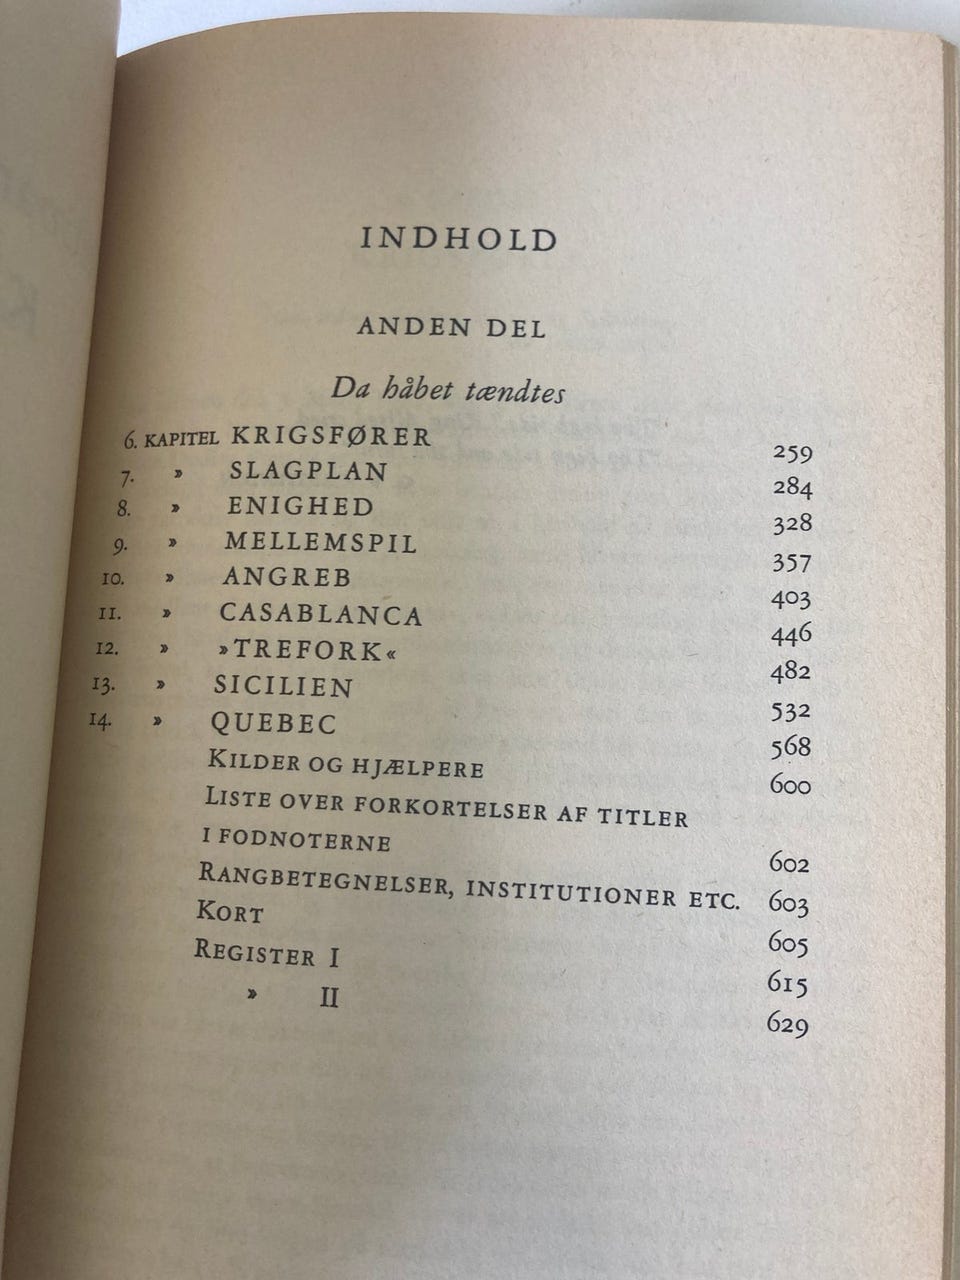 INDHOLD
ANDEN DEL
Da håbet tændtes
6. KAPITEL KRIGSFØRER 259
7. » SLAGPLAN 284
8. » ENIGHED 328
9. » MELLEMSPIL 357
10. » ANGREB 403
11. » CASABLANCA 446
12. » »TREFORK« 482
13. » SICILIEN 532
14. » QUEBEC 568
KILDER OG HJÆLPERE 600
LISTE OVER FORKORTELSER AF TITLER
I FODNOTERNE 602
RANGBETEGNELSER, INSTITUTIONER ETC. 603
KORT 605
REGISTER I 615
» II 629